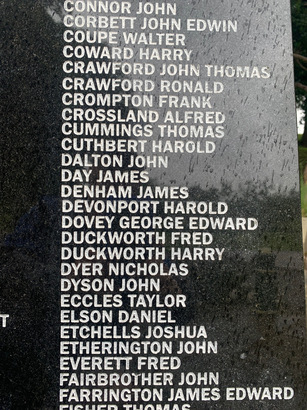 CONNOR JOHN
CORBETT JOHN EDWIN
COUPE WALTER
COWARD HARRY
CRAWFORD JOHN THOMAS
CRAWFORD RONALD
CROMPTON FRANK
CROSSLAND ALFRED
CUMMINGS THOMAS
CUTHBERT HAROLD
DALTON JOHN
DAY JAMES
DENHAM JAMES
DEVONPORT HAROLD
DOVEY GEORGE EDWARD
DUCKWORTH FRED
DUCKWORTH HARRY
DYER NICHOLAS
DYSON JOHN
ECCLES TAYLOR
T
ELSON DANIEL
ETCHELLS JOSHUA
ETHERINGTON JOHN
EVERETT FRED
FAIRBROTHER JOHN
FARRINGTON JAMES EDWARD
FISHER THOMAS